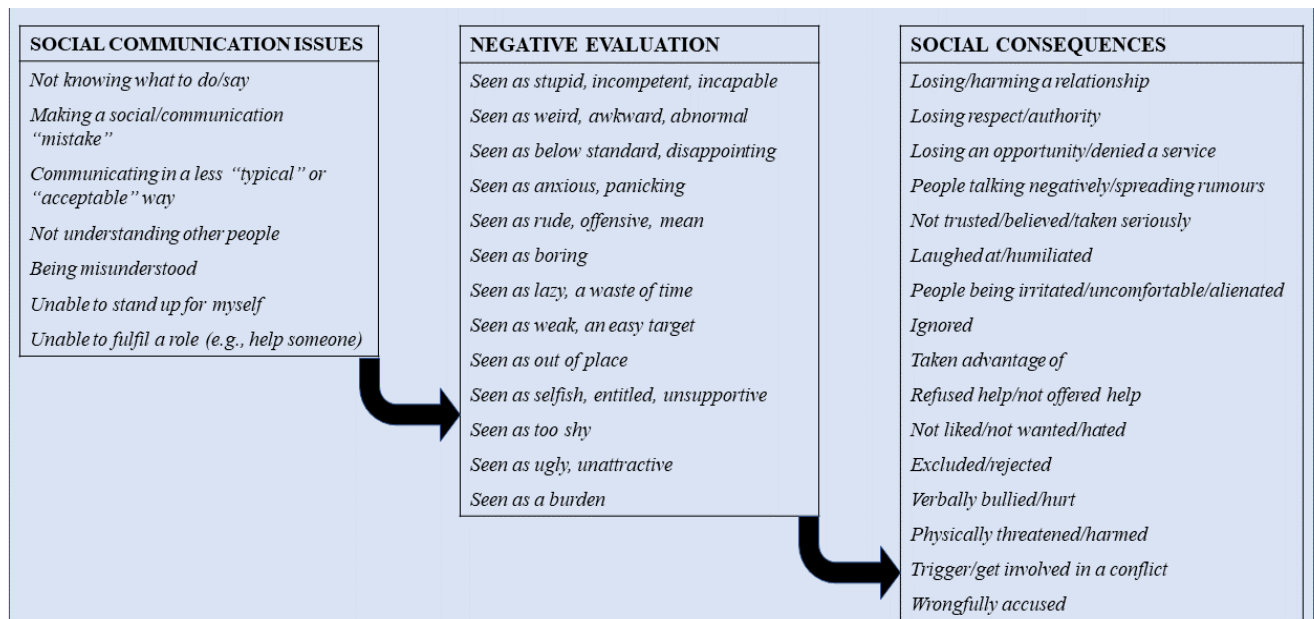 SOCIAL COMMUNICATION ISSUES
Not knowing what to do/say
Making a social/communication
“mistake”
Communicating in a less “typical” or
“acceptable” way
Not understanding other people
Being misunderstood
Unable to stand up for myself
Unable to fulfil a role (e.g., help someone)
NEGATIVE EVALUATION
Seen as stupid, incompetent, incapable
Seen as weird, awkward, abnormal
Seen as below standard, disappointing
Seen as anxious, panicking
Seen as rude, offensive, mean
Seen as boring
Seen as lazy, a waste of time
Seen as weak, an easy target
Seen as out of place
Seen as selfish, entitled, unsupportive
Seen as too shy
Seen as ugly, unattractive
Seen as a burden
SOCIAL CONSEQUENCES
Losing/harming a relationship
Losing respect/authority
Losing an opportunity/denied a service
People talking negatively/spreading rumours
Not trusted/believed/taken seriously
Laughed at/humiliated
People being irritated/uncomfortable/alienated
Ignored
Taken advantage of
Refused help/not offered help
Not liked/not wanted/hated
Excluded/rejected
Verbally bullied/hurt
Physically threatened/harmed
Trigger/get involved in a conflict
Wrongfully accused